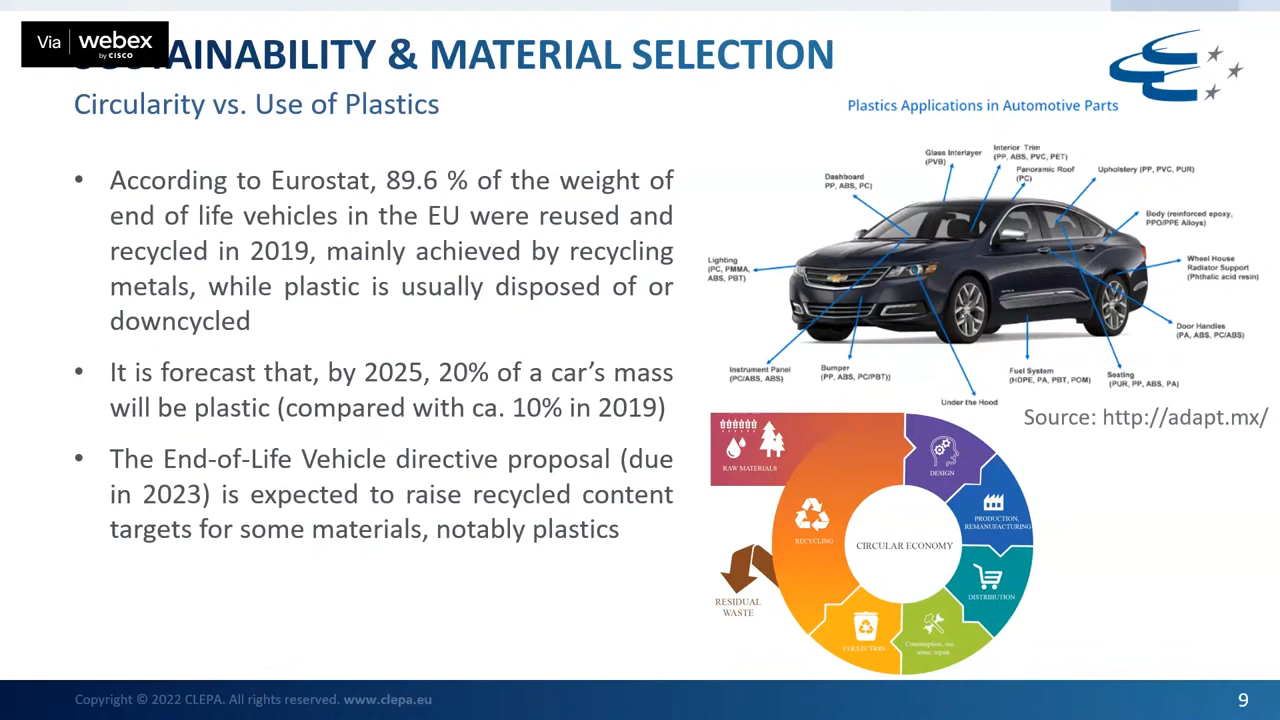 Via webex
by CISCO
SUSTAINABILITY & MATERIAL SELECTION
Circularity vs. Use of Plastics
• According to Eurostat, 89.6 % of the weight of
end of life vehicles in the EU were reused and
recycled in 2019, mainly achieved by recycling
metals, while plastic is usually disposed of or
downcycled
• It is forecast that, by 2025, 20% of a car's mass
will be plastic (compared with ca. 10% in 2019)
• The End-of-Life Vehicle directive proposal (due
in 2023) is expected to raise recycled content
targets for some materials, notably plastics
Plastics Applications in Automotive Parts
Glass Interlayer
(PVB)
Interior Trim
(PP, ABS, PVC, PET)
Panoramic Roof
(PC)
Upholstery (PP, PVC, PUR)
Dashboard
PP, ABS, PC)
Body (reinforced epoxy,
PPO/PPE Alloys)
Lighting
(PC, PMMA,
ABS, PBT)
Wheel House
Radiator Support
(Phthalic acid resin)
Door Handles
(PA, ABS, PC/ABS)
Instrument Panel
(PC/ABS, ABS)
Bumper
(PP, ABS, PC/PBT))
Fuel System
(HDPE, PA, PBT, POM)
Seating
(PUR, PP, ABS, PA)
Under the Hood
Source: http://adapt.mx/
RAW MATERIALS
DESIGN
PRODUCTION,
REMANUFACTURING
RECYCLING
CIRCULAR ECONOMY
DISTRIBUTION
RESIDUAL
WASTE
COLLECTION
Consumption, use,
reuse, repair
Copyright © 2022 CLEPA. All rights reserved. www.clepa.eu
9